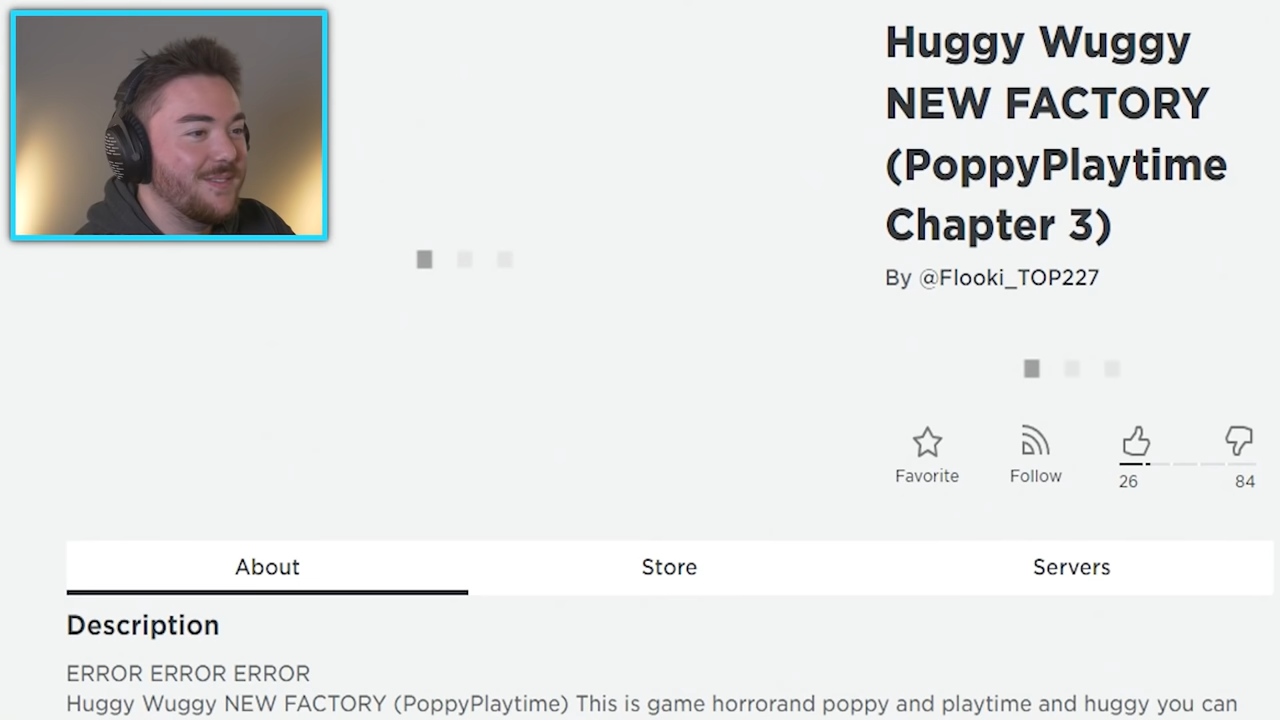 Huggy Wuggy
NEW FACTORY
(PoppyPlaytime
Chapter 3)
By @Flooki_TOP227
Favorite
Follow
26
84
About
Store
Servers
Description
ERROR ERROR ERROR
Huggy Wuggy NEW FACTORY (PoppyPlaytime) This is game horrorand poppy and playtime and huggy you can